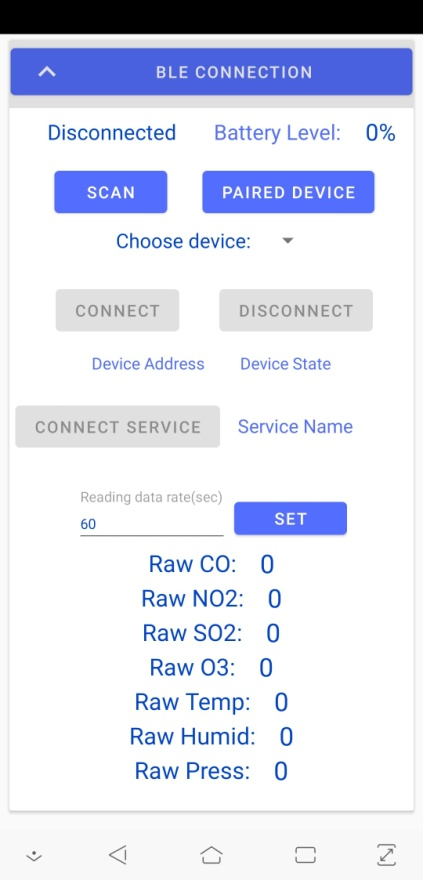 BLE CONNECTION
Disconnected Battery Level: 0%
SCAN PAIRED DEVICE
Choose device:
CONNECT DISCONNECT
Device Address Device State
CONNECT SERVICE Service Name
Reading data rate(sec)
60 SET
Raw CO: 0
Raw NO2: 0
Raw SO2: 0
Raw O3: 0
Raw Temp: 0
Raw Humid: 0
Raw Press: 0